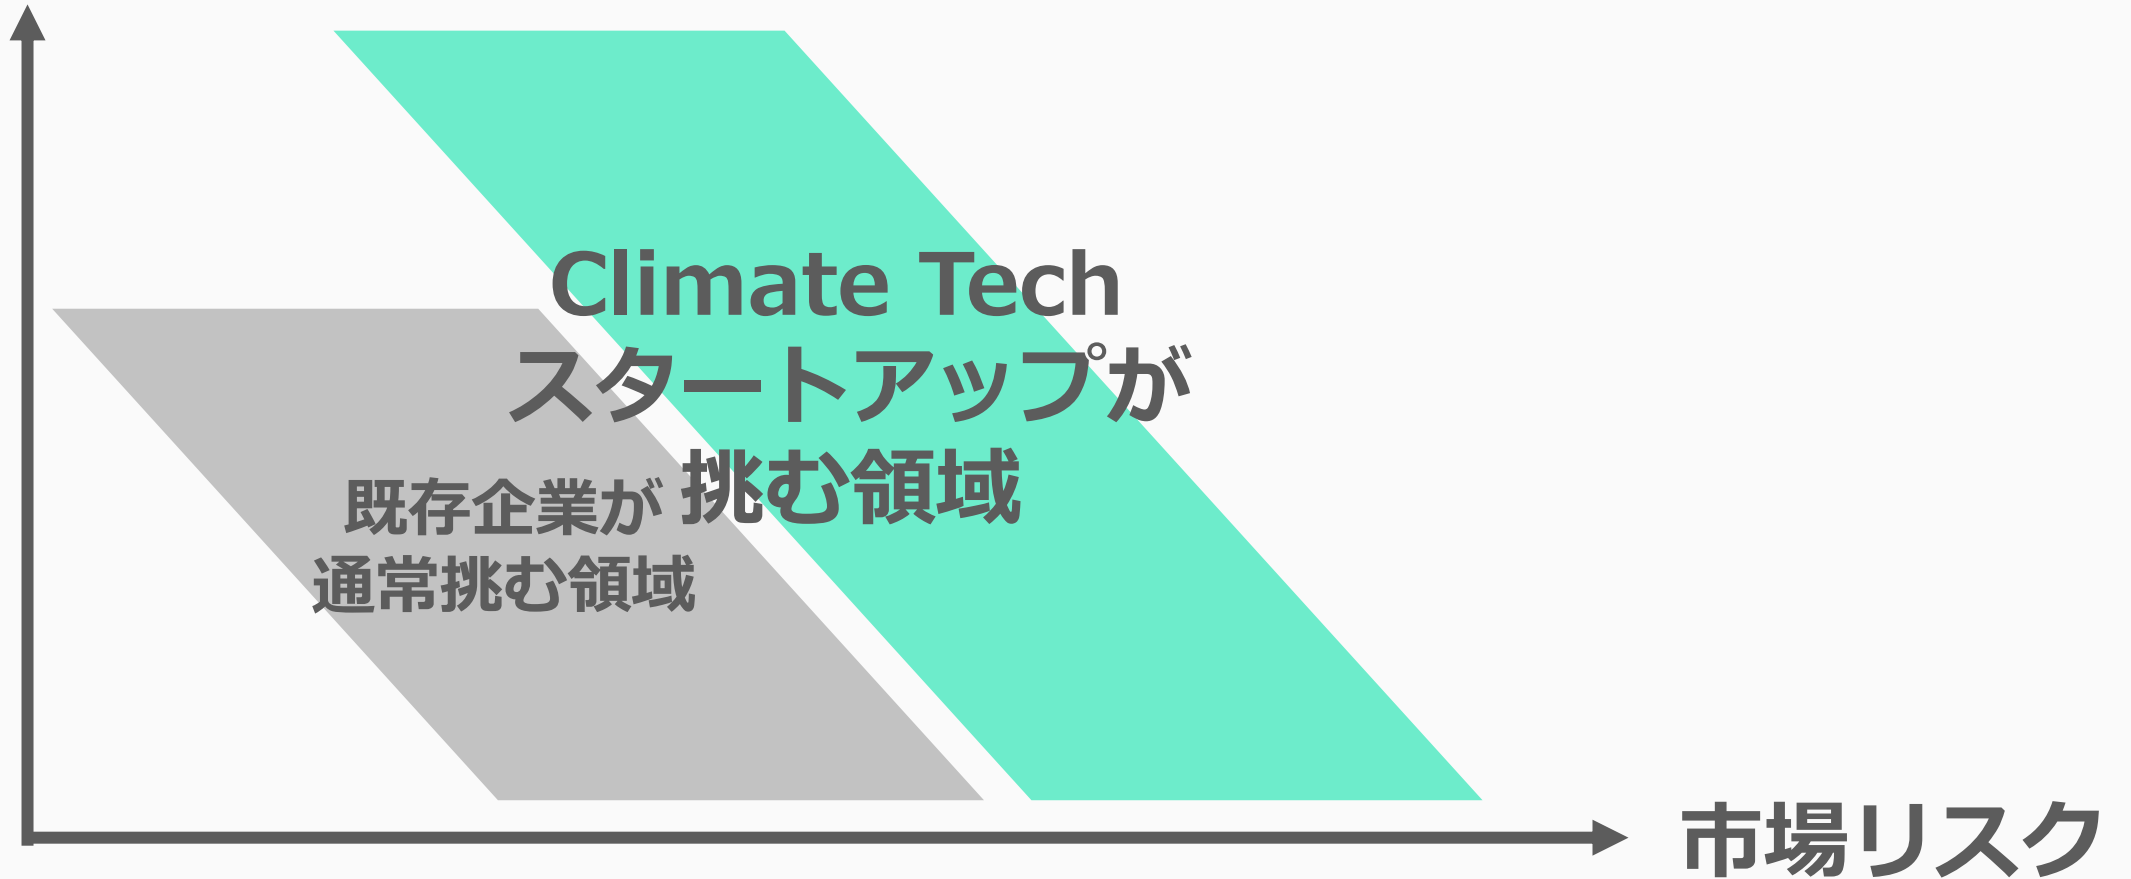 Climate Tech
スタートアップが
挑む領域
既存企業が
通常挑む領域
市場リスク